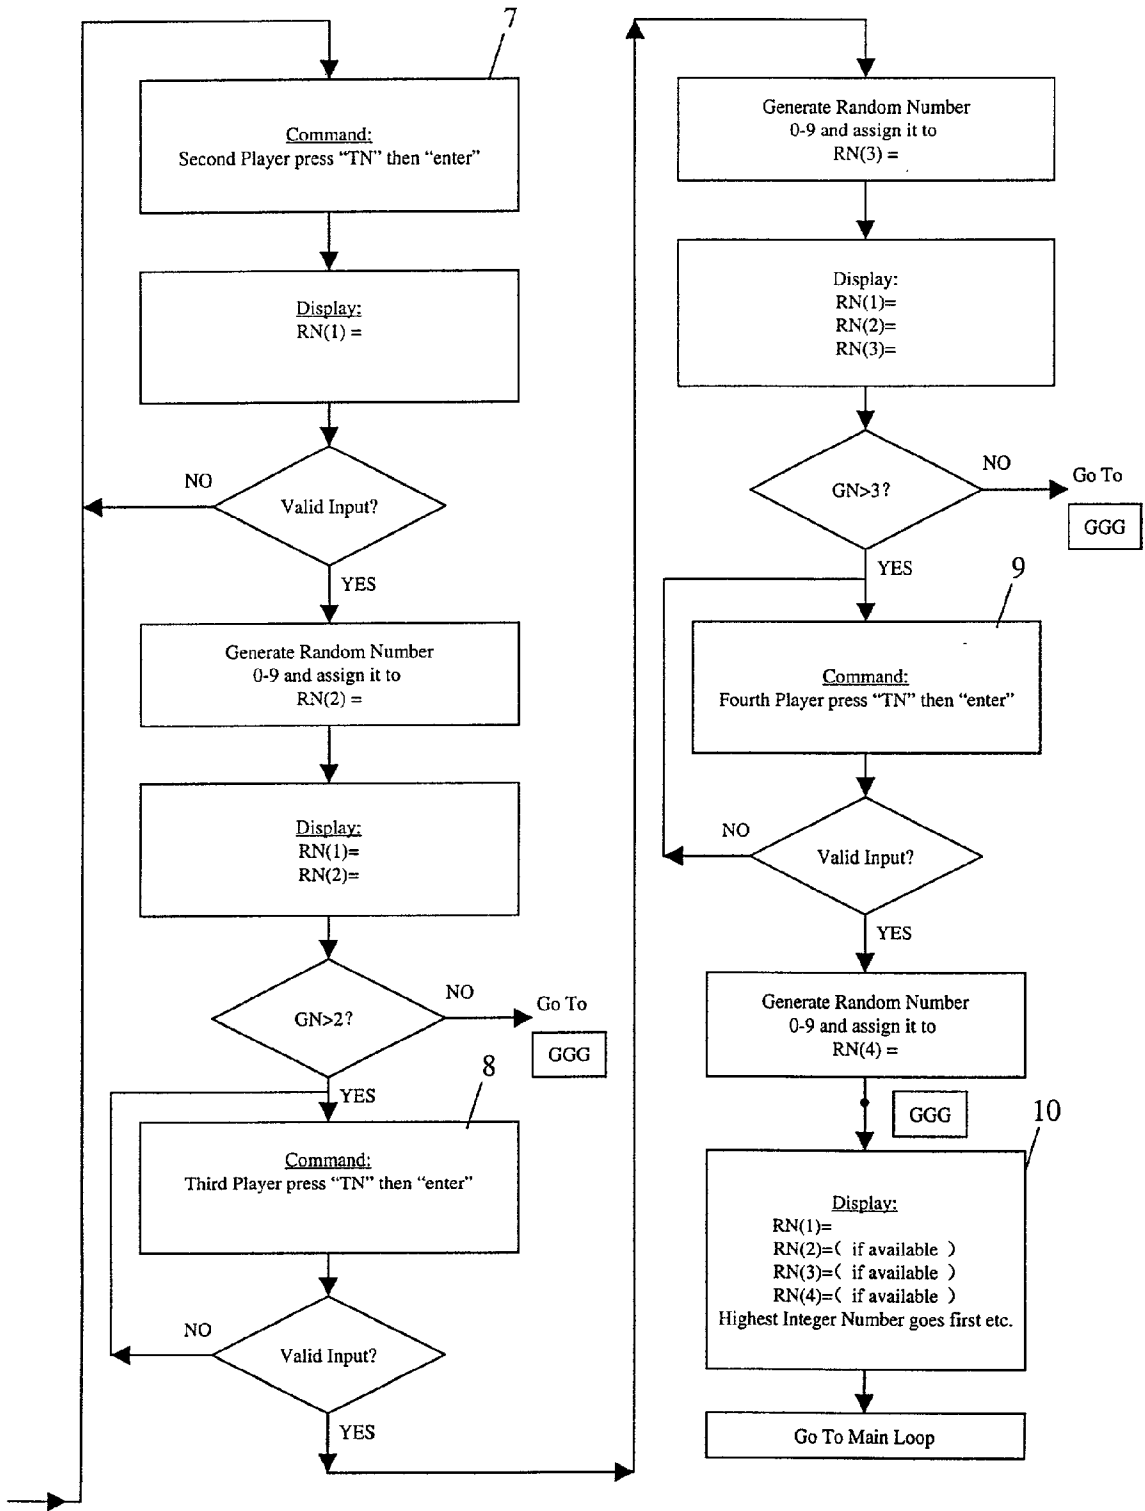 7
Command:
Second Player press “TN” then “enter”
Display:
RN(1) =
NO
Valid Input?
YES
Generate Random Number
0-9 and assign it to
RN(2) =
Display:
RN(1)=
RN(2)=
GN>2?
NO
Go To
GGG
YES
8
Command:
Third Player press “TN” then “enter”
NO
Valid Input?
YES
Generate Random Number
0-9 and assign it to
RN(3) =
Display:
RN(1)=
RN(2)=
RN(3)=
GN>3?
NO
Go To
GGG
YES
9
Command:
Fourth Player press “TN” then “enter”
NO
Valid Input?
YES
Generate Random Number
0-9 and assign it to
RN(4) =
GGG
10
Display:
RN(1)=
RN(2)=( if available )
RN(3)=( if available )
RN(4)=( if available )
Highest Integer Number goes first etc.
Go To Main Loop